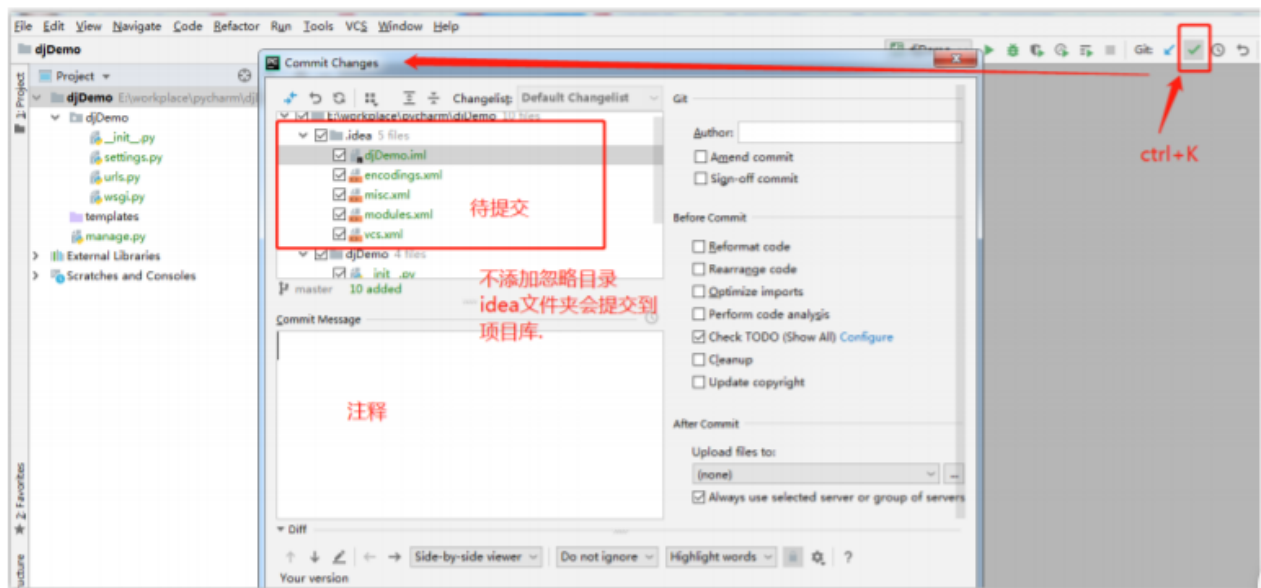 File Edit View Navigate Code Refactor Run Tools VCS Window Help
djDemo
Git:
Commit Changes
1: Project
Project
djDemo E:\workplace\pycharm\dj
djDemo
__init__.py
settings.py
urls.py
wsgi.py
templates
manage.py
External Libraries
Scratches and Consoles
2: Favorites
Changelist: Default Changelist
E:\workplace\pycharm\djDemo 10 files
.idea 5 files
djDemo.iml
encodings.xml
misc.xml
modules.xml
vcs.xml
待提交
djDemo 4 files
__init__.py
master 10 added
不添加忽略目录
idea文件夹会提交到
项目库.
Commit Message
注释
Git
Author:
Amend commit
Sign-off commit
Before Commit
Reformat code
Rearrange code
Optimize imports
Perform code analysis
Check TODO (Show All) Configure
Cleanup
Update copyright
After Commit
Upload files to:
(none)
...
Always use selected server or group of servers
Diff
Side-by-side viewer
Do not ignore
Highlight words
?
Your version
ctrl+K